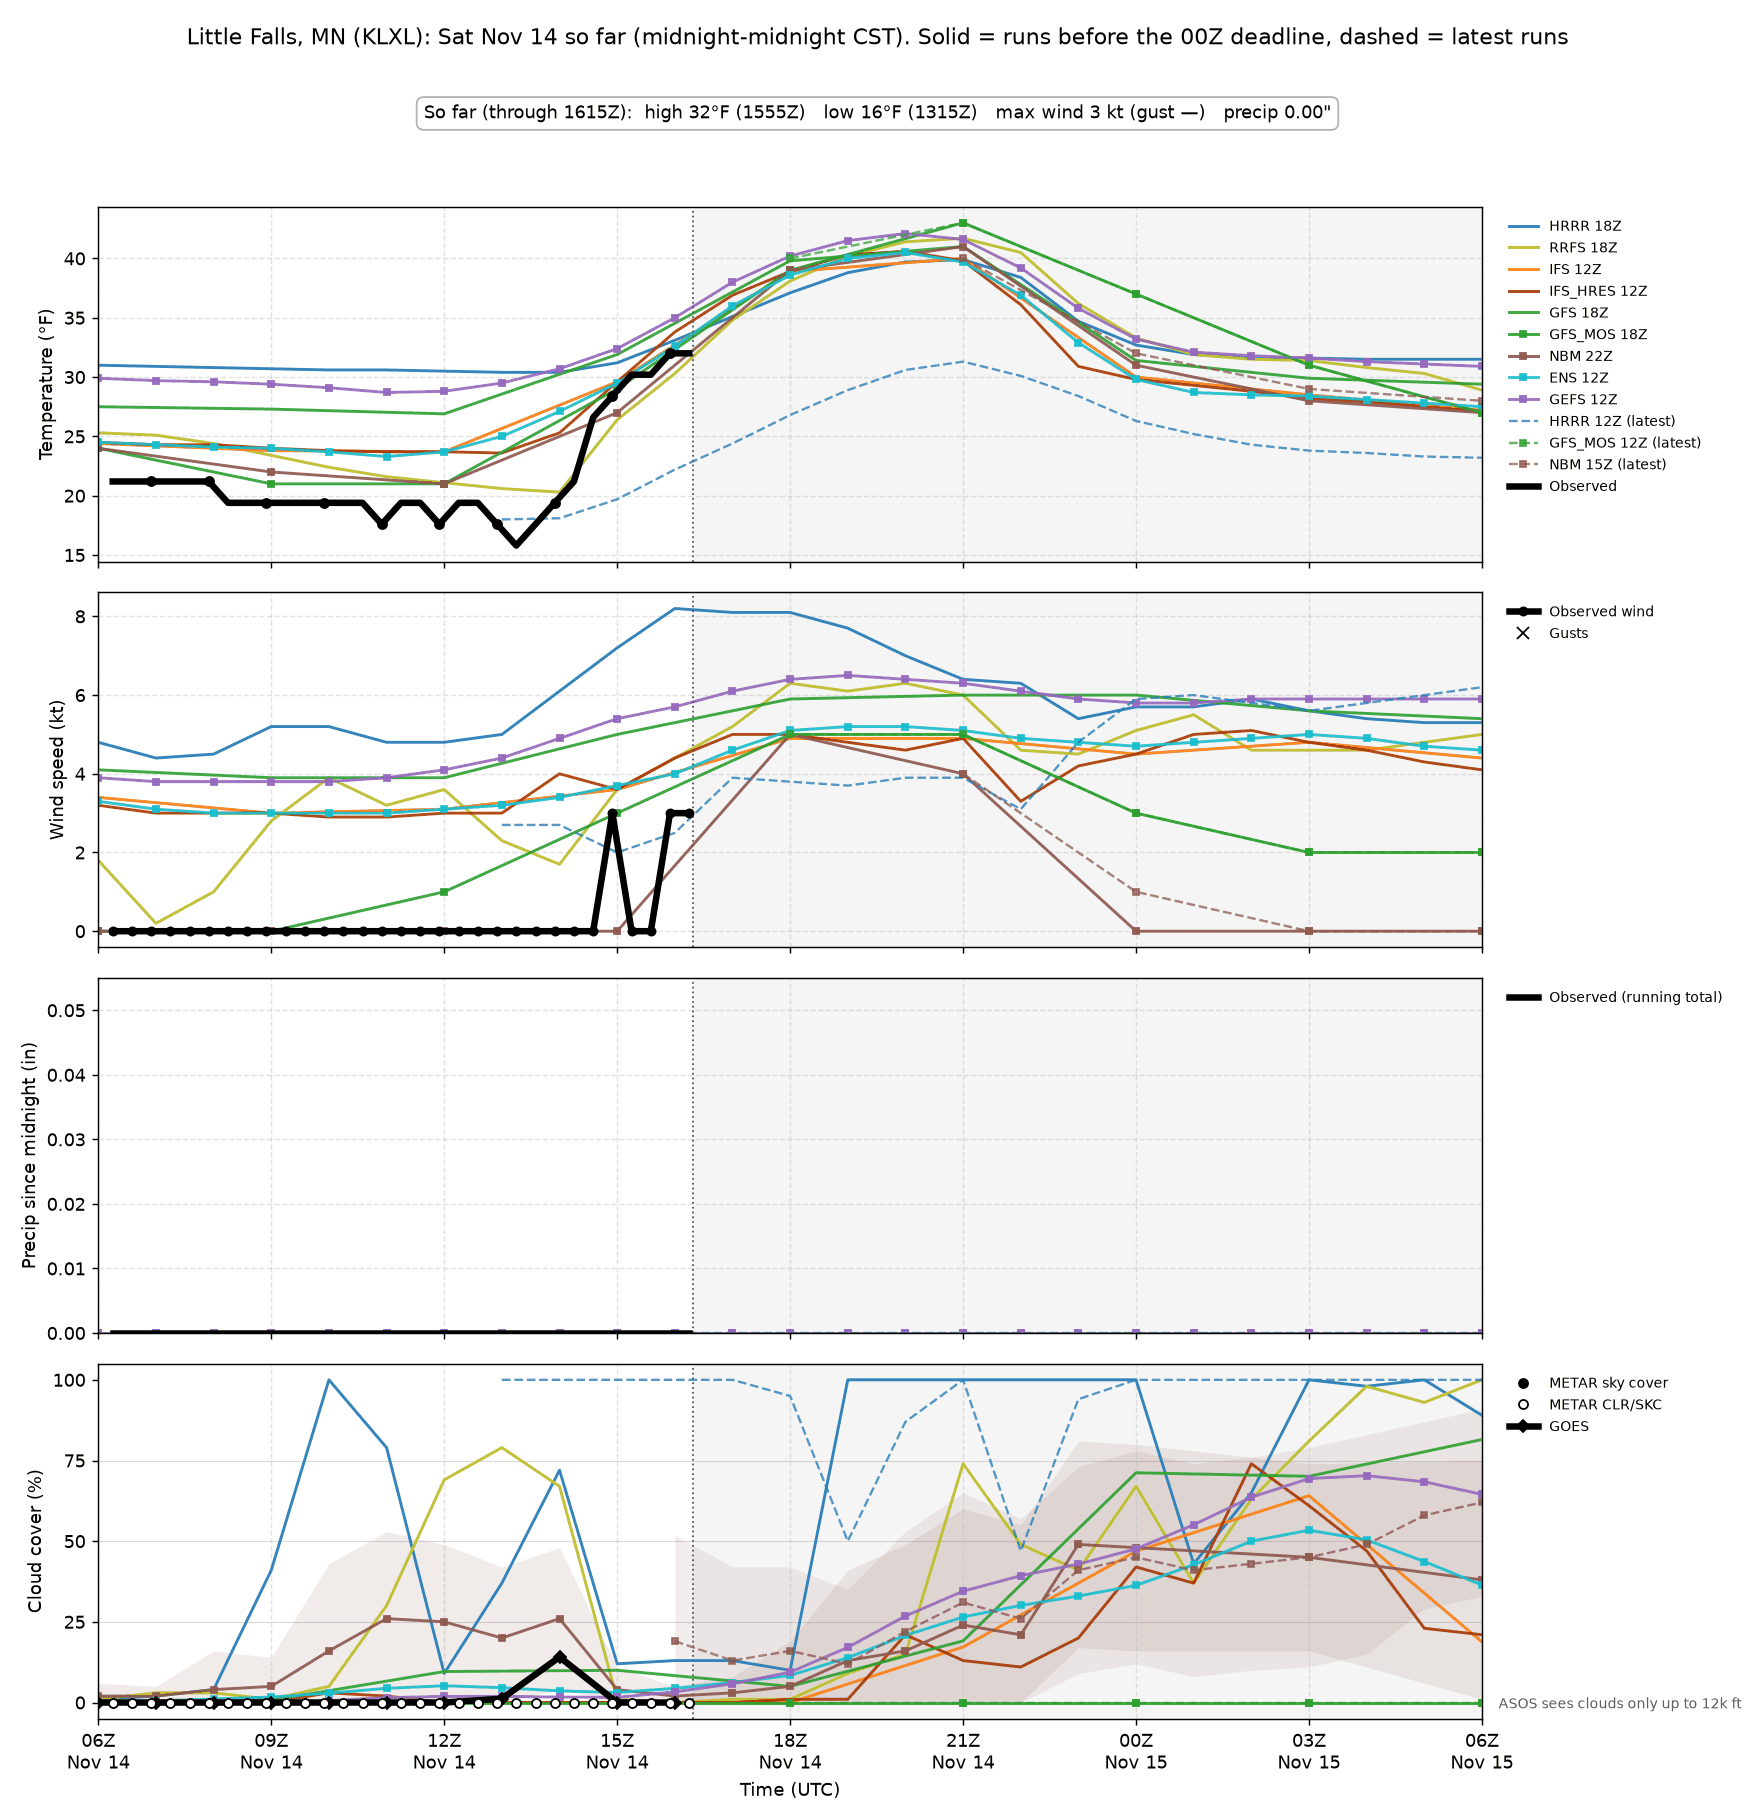 Little Falls, MN (KLXL): Sat Nov 14 so far (midnight-midnight CST). Solid = runs before the 00Z deadline, dashed = latest runs
So far (through 1615Z):  high 32°F (1555Z)   low 16°F (1315Z)   max wind 3 kt (gust —)   precip 0.00"
Temperature (°F)
40
35
30
25
20
15
HRRR 18Z
RRFS 18Z
IFS 12Z
IFS_HRES 12Z
GFS 18Z
GFS_MOS 18Z
NBM 22Z
ENS 12Z
GEFS 12Z
HRRR 12Z (latest)
GFS_MOS 12Z (latest)
NBM 15Z (latest)
Observed
Wind speed (kt)
8
6
4
2
0
Observed wind
Gusts
Precip since midnight (in)
0.05
0.04
0.03
0.02
0.01
0.00
Observed (running total)
Cloud cover (%)
100
75
50
25
0
METAR sky cover
METAR CLR/SKC
GOES
ASOS sees clouds only up to 12k ft
06Z
Nov 14
09Z
Nov 14
12Z
Nov 14
15Z
Nov 14
18Z
Nov 14
21Z
Nov 14
00Z
Nov 15
03Z
Nov 15
06Z
Nov 15
Time (UTC)